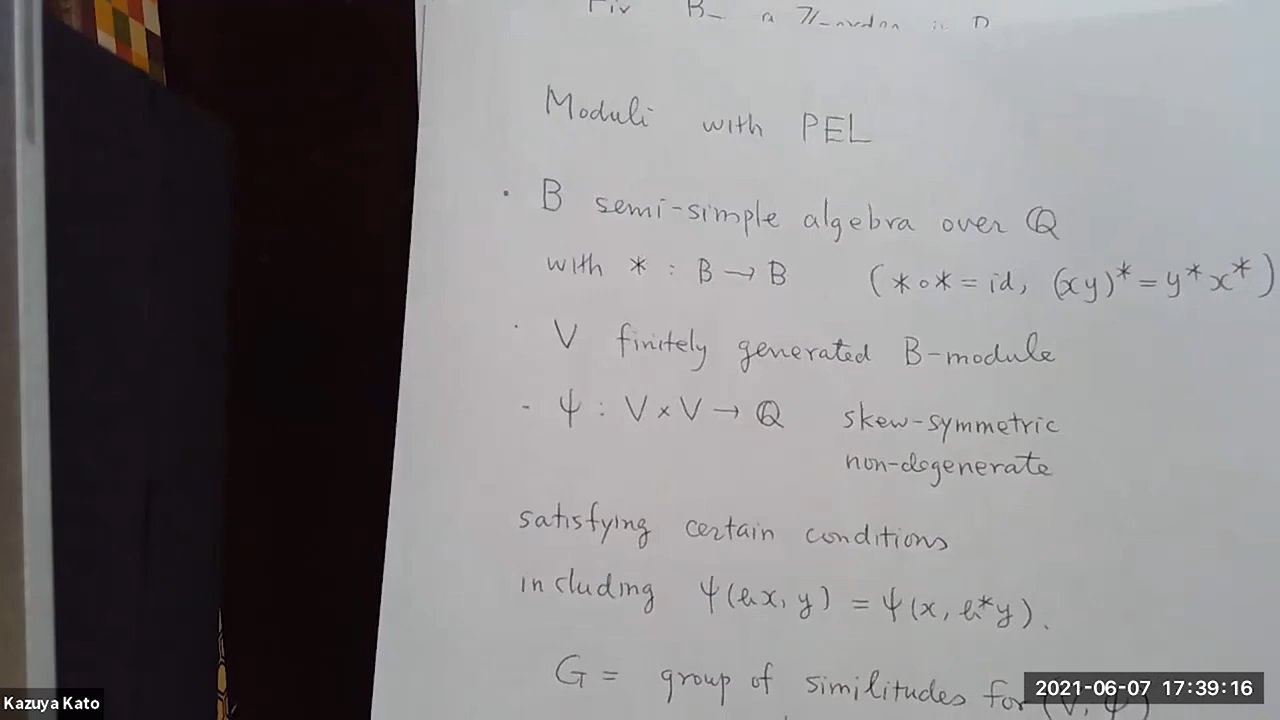 Moduli with PEL
· B semi-simple algebra over ℚ
with * : B → B (*∘* = id, (xy)* = y*x*)
· V finitely generated B-module
- ψ : V × V → ℚ skew-symmetric
non-degenerate
satisfying certain conditions
including ψ(bx, y) = ψ(x, b*y).
G = group of similitudes for (V, ψ)
Kazuya Kato
2021-06-07 17:39:16